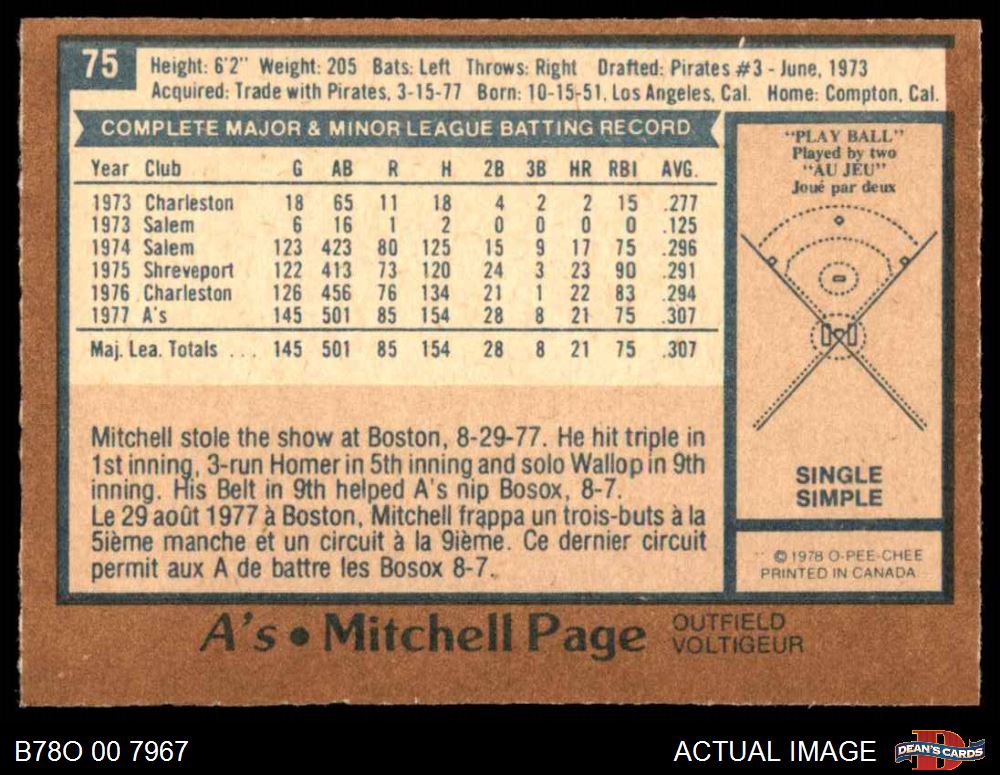 75
Height: 6'2" Weight: 205 Bats: Left Throws: Right Drafted: Pirates #3 - June, 1973
Acquired: Trade with Pirates, 3-15-77 Born: 10-15-51, Los Angeles, Cal. Home: Compton, Cal.
COMPLETE MAJOR & MINOR LEAGUE BATTING RECORD
Year Club G AB R H 2B 3B HR RBI AVG.
1973 Charleston 18 65 11 18 4 2 2 15 .277
1973 Salem 6 16 1 2 0 0 0 0 .125
1974 Salem 123 423 80 125 15 9 17 75 .296
1975 Shreveport 122 413 73 120 24 3 23 90 .291
1976 Charleston 126 456 76 134 21 1 22 83 .294
1977 A's 145 501 85 154 28 8 21 75 .307
Maj. Lea. Totals ... 145 501 85 154 28 8 21 75 .307
Mitchell stole the show at Boston, 8-29-77. He hit triple in
1st inning, 3-run Homer in 5th inning and solo Wallop in 9th
inning. His Belt in 9th helped A's nip Bosox, 8-7.
Le 29 août 1977 à Boston, Mitchell frappa un trois-buts à la
5ième manche et un circuit à la 9ième. Ce dernier circuit
permit aux A de battre les Bosox 8-7.
"PLAY BALL"
Played by two
"AU JEU"
Joué par deux
SINGLE
SIMPLE
© 1978 O-PEE-CHEE
PRINTED IN CANADA
A's • Mitchell Page
OUTFIELD
VOLTIGEUR
B78O 00 7967
ACTUAL IMAGE
DEAN'S CARDS